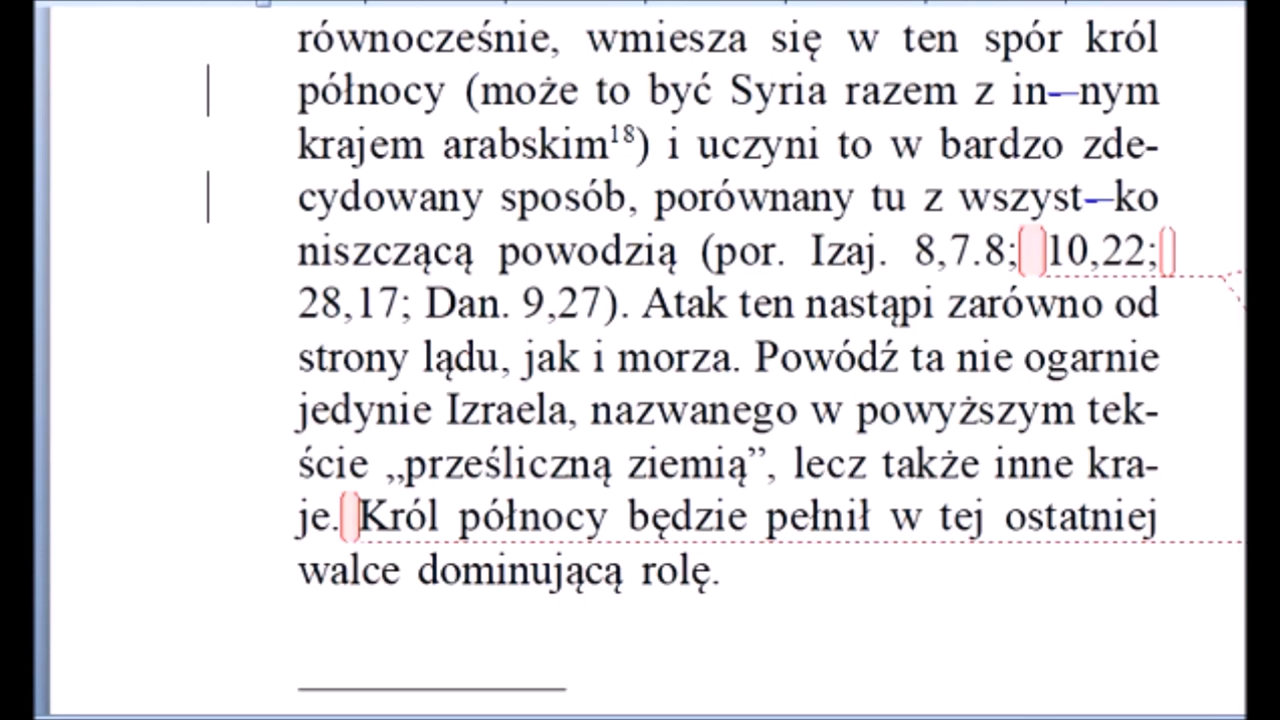 równocześnie, wmiesza się w ten spór król
północy (może to być Syria razem z in-–nym
krajem arabskim¹⁸) i uczyni to w bardzo zde-
cydowany sposób, porównany tu z wszyst-–ko
niszczącą powodzią (por. Izaj. 8,7.8; 10,22;
28,17; Dan. 9,27). Atak ten nastąpi zarówno od
strony lądu, jak i morza. Powódź ta nie ogarnie
jedynie Izraela, nazwanego w powyższym tek-
ście „prześliczną ziemią”, lecz także inne kra-
je. Król północy będzie pełnił w tej ostatniej
walce dominującą rolę.